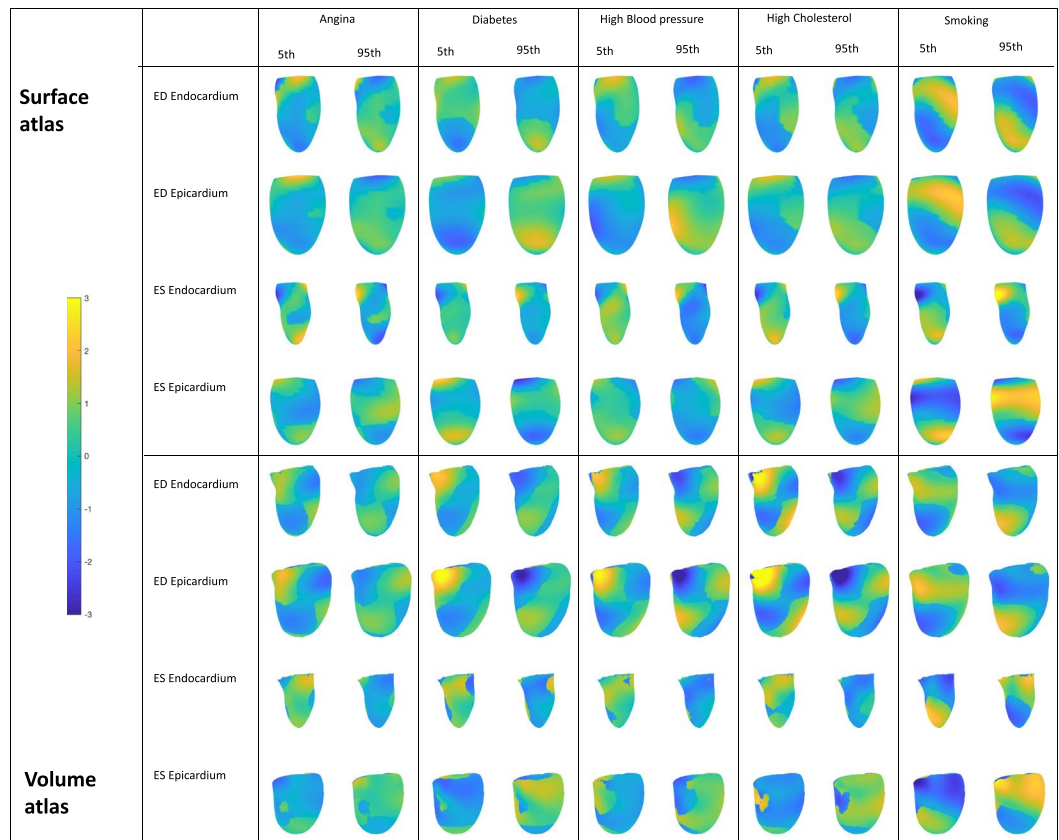 Angina Diabetes High Blood pressure High Cholesterol Smoking
5th 95th 5th 95th 5th 95th 5th 95th 5th 95th
Surface
atlas
ED Endocardium
ED Epicardium
ES Endocardium
ES Epicardium
3
2
1
0
-1
-2
-3
ED Endocardium
ED Epicardium
ES Endocardium
ES Epicardium
Volume
atlas